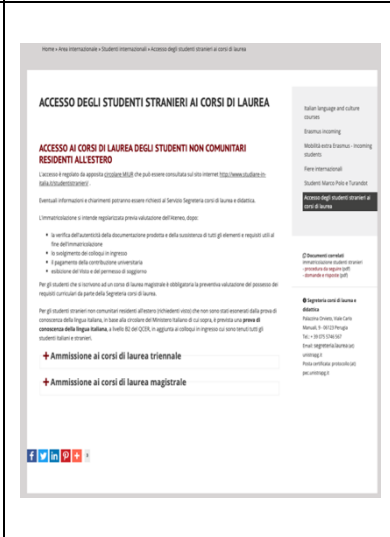 Home » Area internazionale » Studenti internazionali » Accesso degli studenti stranieri ai corsi di laurea
ACCESSO DEGLI STUDENTI STRANIERI AI CORSI DI LAUREA
ACCESSO AI CORSI DI LAUREA DEGLI STUDENTI NON COMUNITARI
RESIDENTI ALL'ESTERO
L'accesso è regolato da apposita circolare MIUR che può essere consultata sul sito internet http://www.studiare-in-
italia.it/studentistranieri/.
Eventuali informazioni e chiarimenti potranno essere richiesti al Servizio Segreteria corsi di laurea e didattica.
L'immatricolazione si intende regolarizzata previa valutazione dell'Ateneo, dopo:
la verifica dell'autenticità della documentazione prodotta e della sussistenza di tutti gli elementi e requisiti utili al
fine dell'immatricolazione
lo svolgimento dei colloqui in ingresso
il pagamento della contribuzione universitaria
esibizione del Visto e del permesso di soggiorno
Per gli studenti che si iscrivono ad un corso di laurea magistrale è obbligatoria la preventiva valutazione del possesso dei
requisiti curriculari da parte della Segreteria corsi di laurea.
Per gli studenti stranieri non comunitari residenti all'estero (richiedenti visto) che non sono stati esonerati dalla prova di
conoscenza della lingua italiana, in base alla circolare del Ministero Italiano di cui sopra, è prevista una prova di
conoscenza della lingua italiana, a livello B2 del QCER, in aggiunta ai colloqui in ingresso cui sono tenuti tutti gli
studenti italiani e stranieri.
+ Ammissione ai corsi di laurea triennale
+ Ammissione ai corsi di laurea magistrale
Italian language and culture
courses
Erasmus incoming
Mobilità extra Erasmus - Incoming
students
Fiere internazionali
Studenti Marco Polo e Turandot
Accesso degli studenti stranieri ai
corsi di laurea
Documenti correlati
Immatricolazione studenti stranieri
- procedura da seguire (pdf)
- domande e risposte (pdf)
Segreteria corsi di laurea e
didattica
Palazzina Orvieto, Viale Carlo
Manuali, 9 - 06123 Perugia
Tel.: + 39 075 5746 567
Email: segreteria laurea (at)
unistrapg.it
Posta certificata: protocollo (at)
pec.unistrapg.it